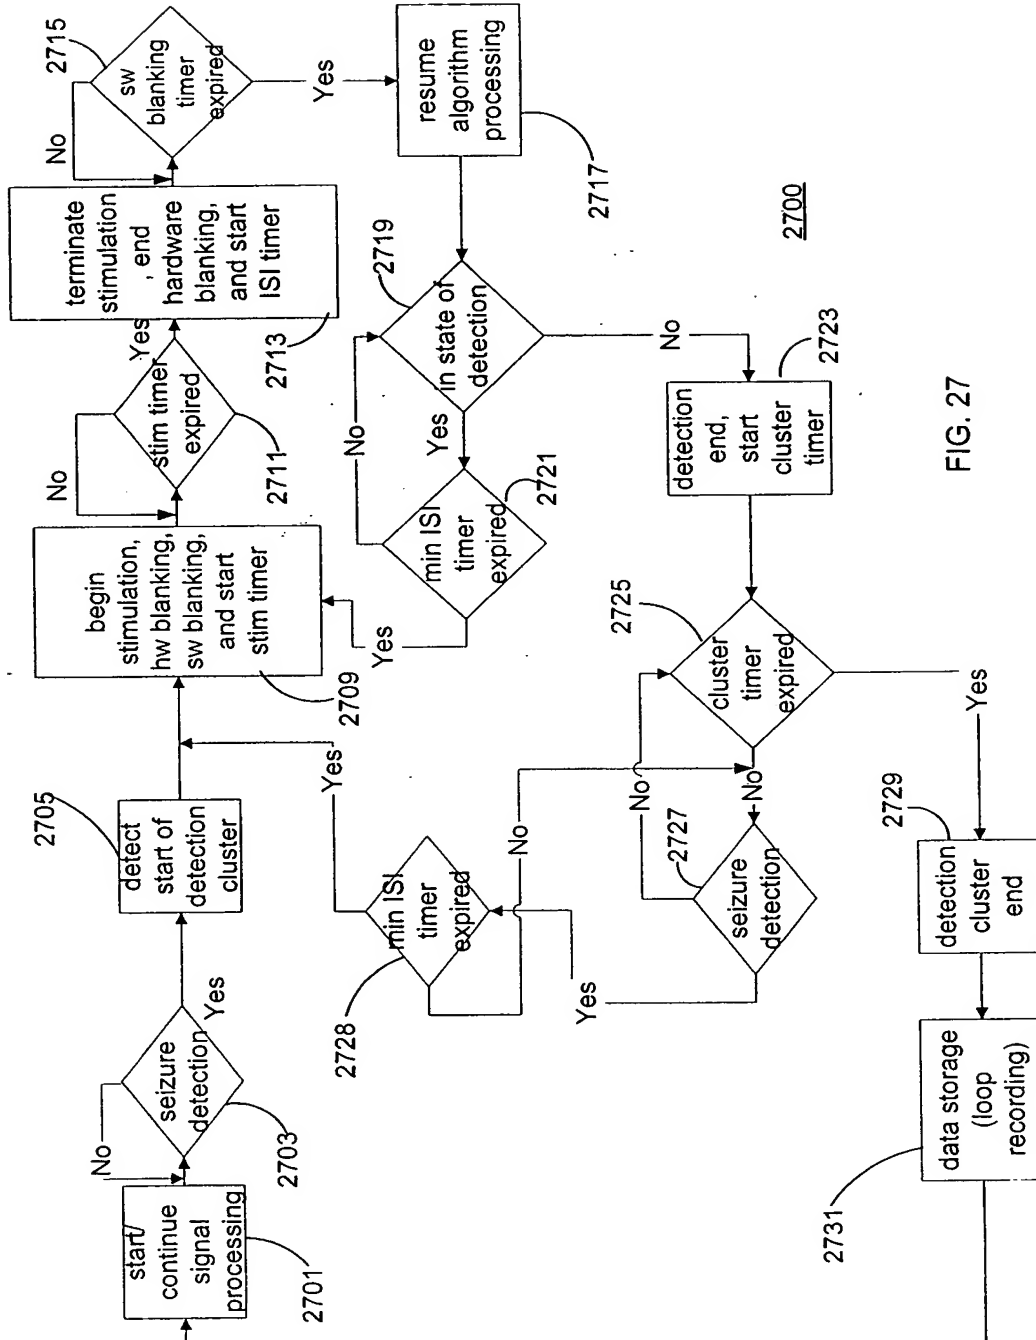 start/
continue
signal
processing
2701
No
seizure
detection
2703
Yes
detect
start of
detection
cluster
2705
begin
stimulation,
hw blanking,
sw blanking,
and start
stim timer
2709
No
stim timer
expired
2711
Yes
terminate
stimulation
, end
hardware
blanking,
and start
ISI timer
2713
No
sw
blanking
timer
expired
2715
Yes
resume
algorithm
processing
2717
in state of
detection
2719
Yes
No
min ISI
timer
expired
2721
Yes
No
detection
end,
start
cluster
timer
2723
cluster
timer
expired
2725
No
seizure
detection
2727
No
Yes
min ISI
timer
expired
2728
No
Yes
Yes
detection
cluster
end
2729
data storage
(loop
recording)
2731
2700
FIG. 27